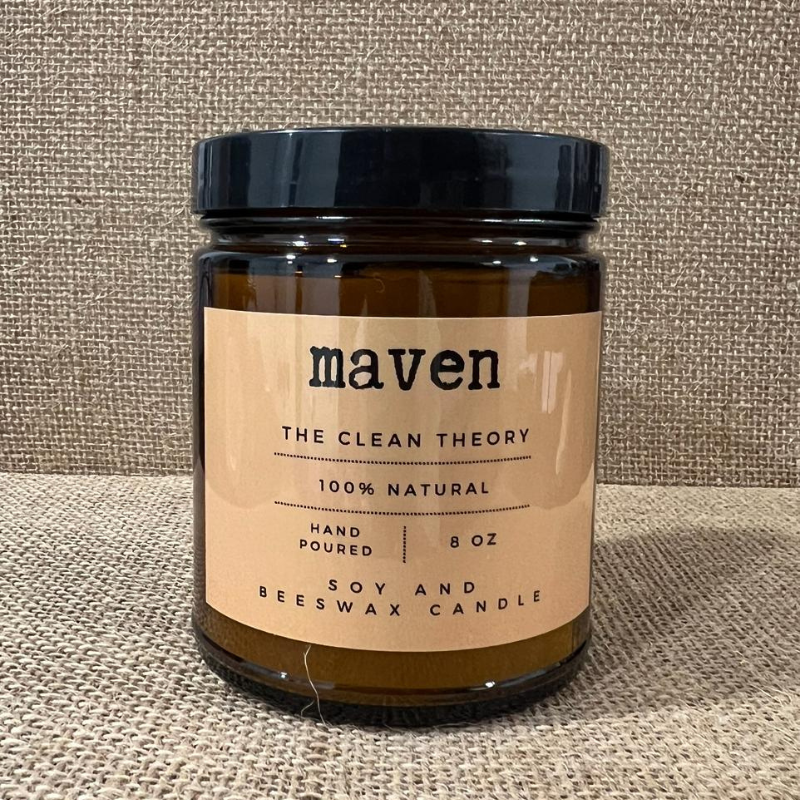 maven
THE CLEAN THEORY
100% NATURAL
HAND
POURED
8 OZ
SOY AND
BEESWAX CANDLE